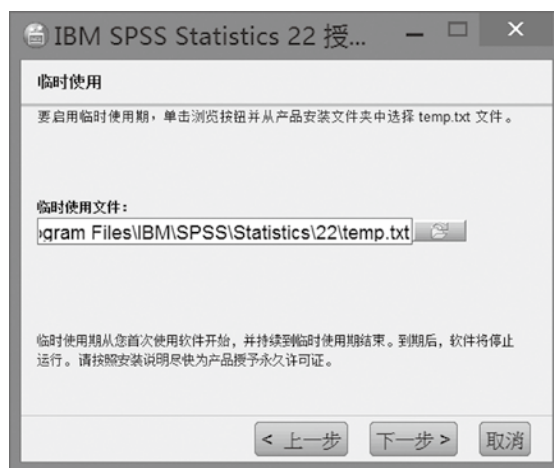 IBM SPSS Statistics 22 授...
临时使用
要启用临时使用期，单击浏览按钮并从产品安装文件夹中选择 temp.txt 文件。
临时使用文件：
ogram Files\IBM\SPSS\Statistics\22\temp.txt
临时使用期从您首次使用软件开始，并持续到临时使用期结束。到期后，软件将停止
运行。请按照安装说明尽快为产品授予永久许可证。
< 上一步 下一步 > 取消